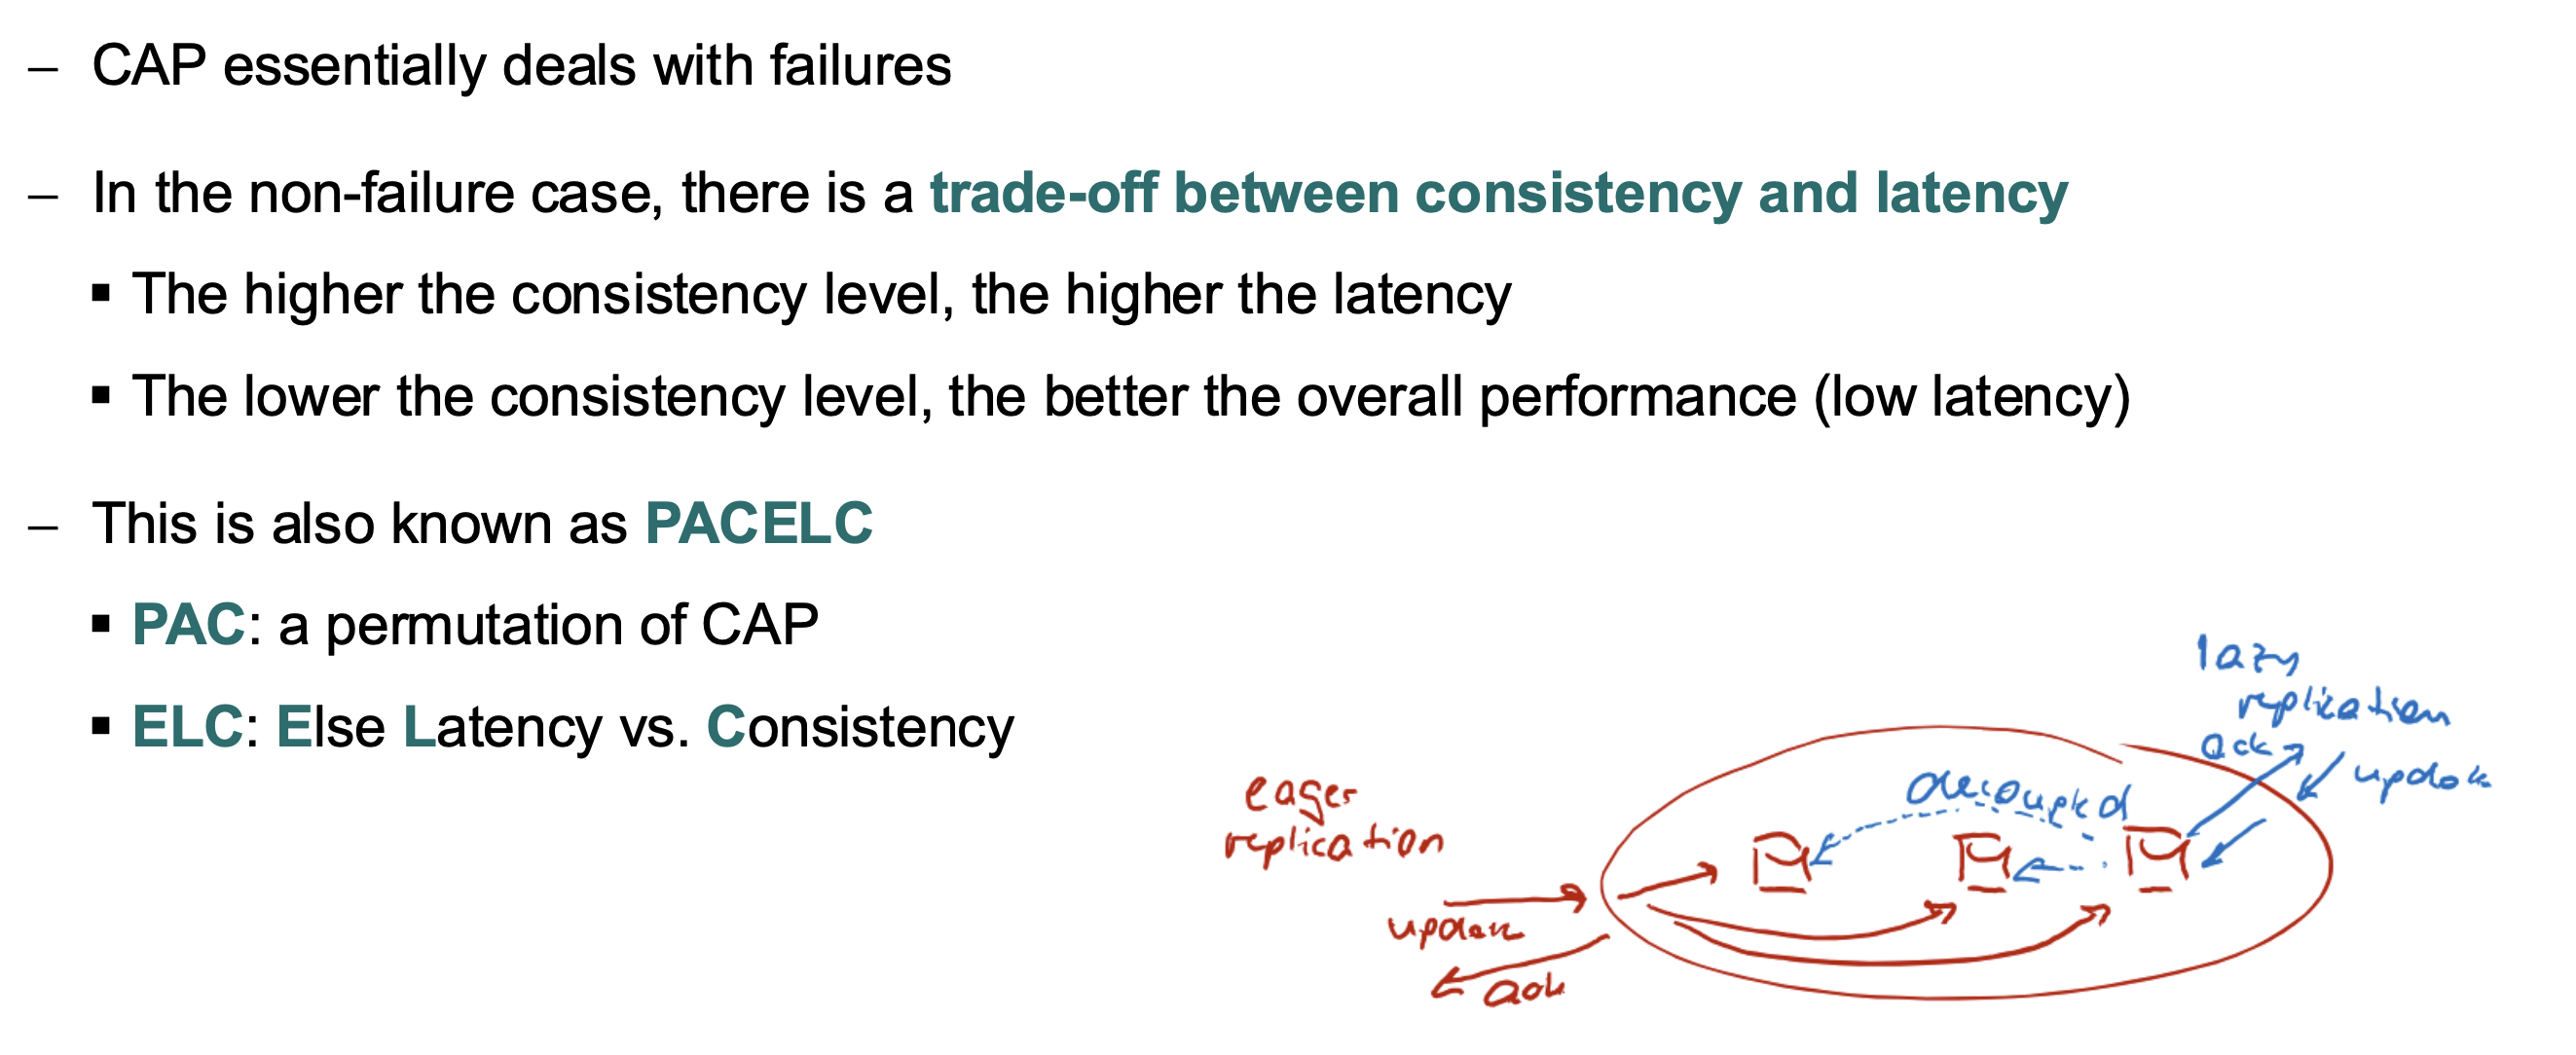 – CAP essentially deals with failures
– In the non-failure case, there is a trade-off between consistency and latency
▪ The higher the consistency level, the higher the latency
▪ The lower the consistency level, the better the overall performance (low latency)
– This is also known as PACELC
▪ PAC: a permutation of CAP
▪ ELC: Else Latency vs. Consistency
lazy
replication
ack
update
decoupled
eager
replication
update
ack